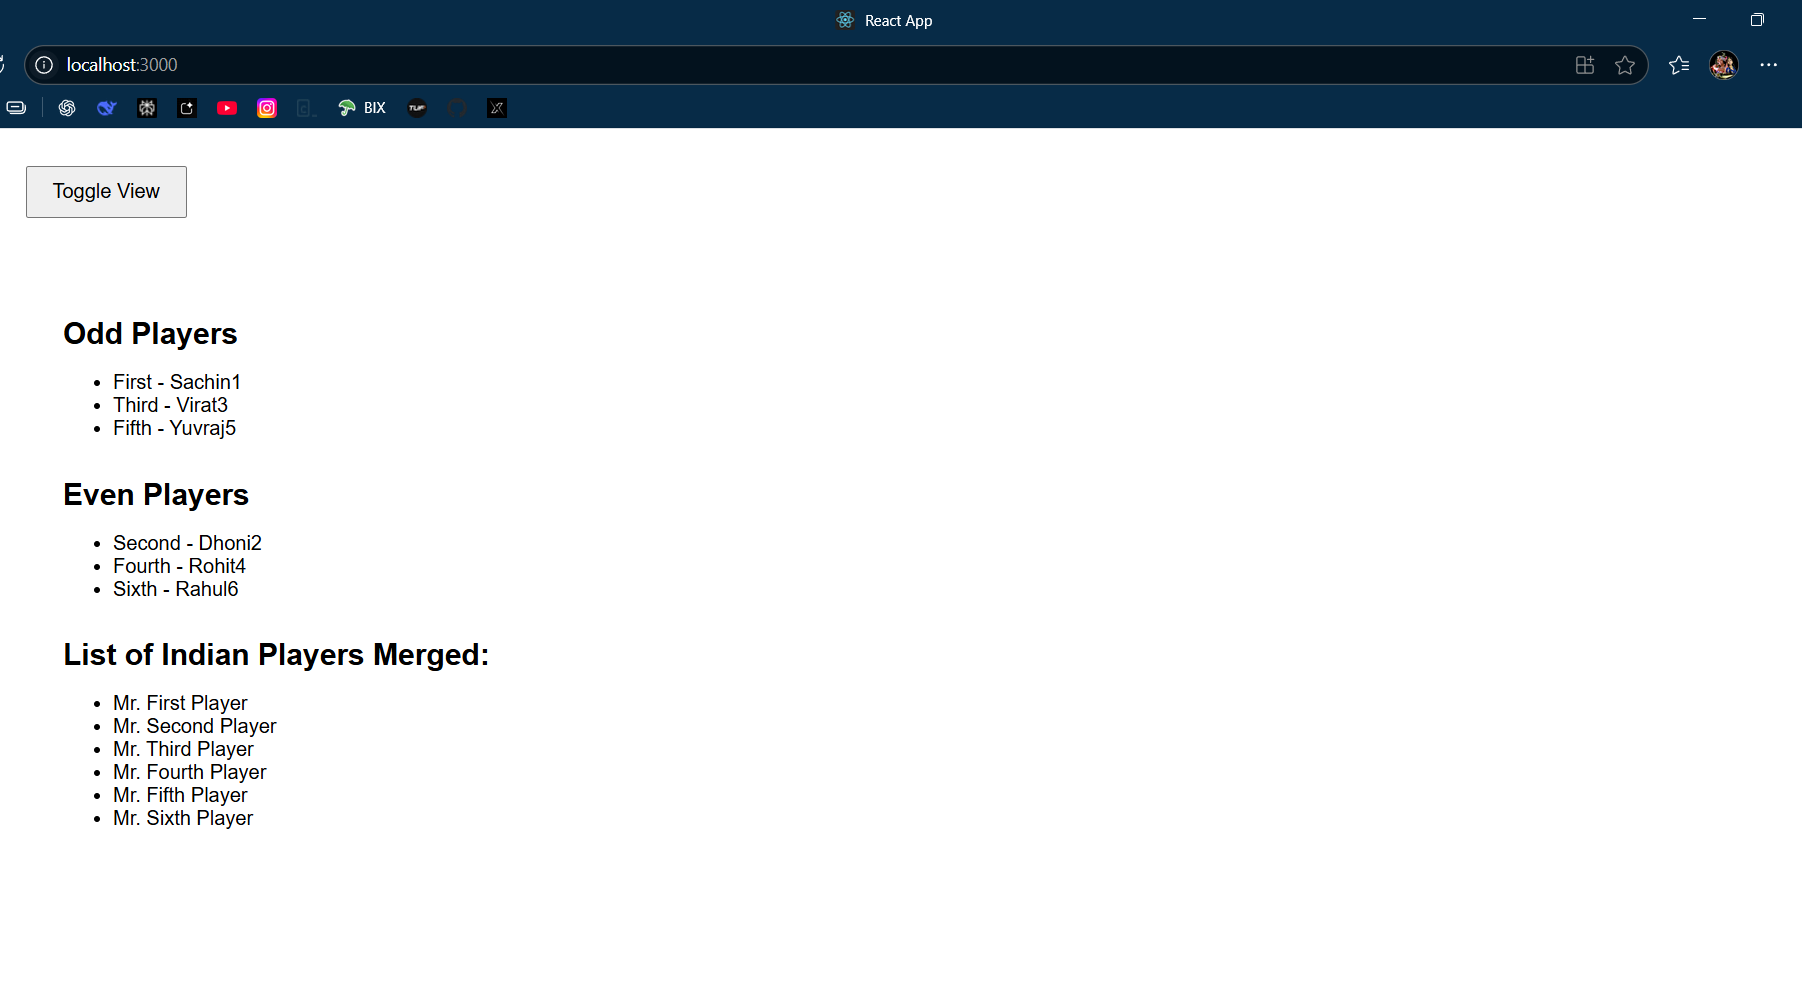 React App
localhost:3000
BIX
TUF
Toggle View
Odd Players
First - Sachin1
Third - Virat3
Fifth - Yuvraj5
Even Players
Second - Dhoni2
Fourth - Rohit4
Sixth - Rahul6
List of Indian Players Merged:
Mr. First Player
Mr. Second Player
Mr. Third Player
Mr. Fourth Player
Mr. Fifth Player
Mr. Sixth Player